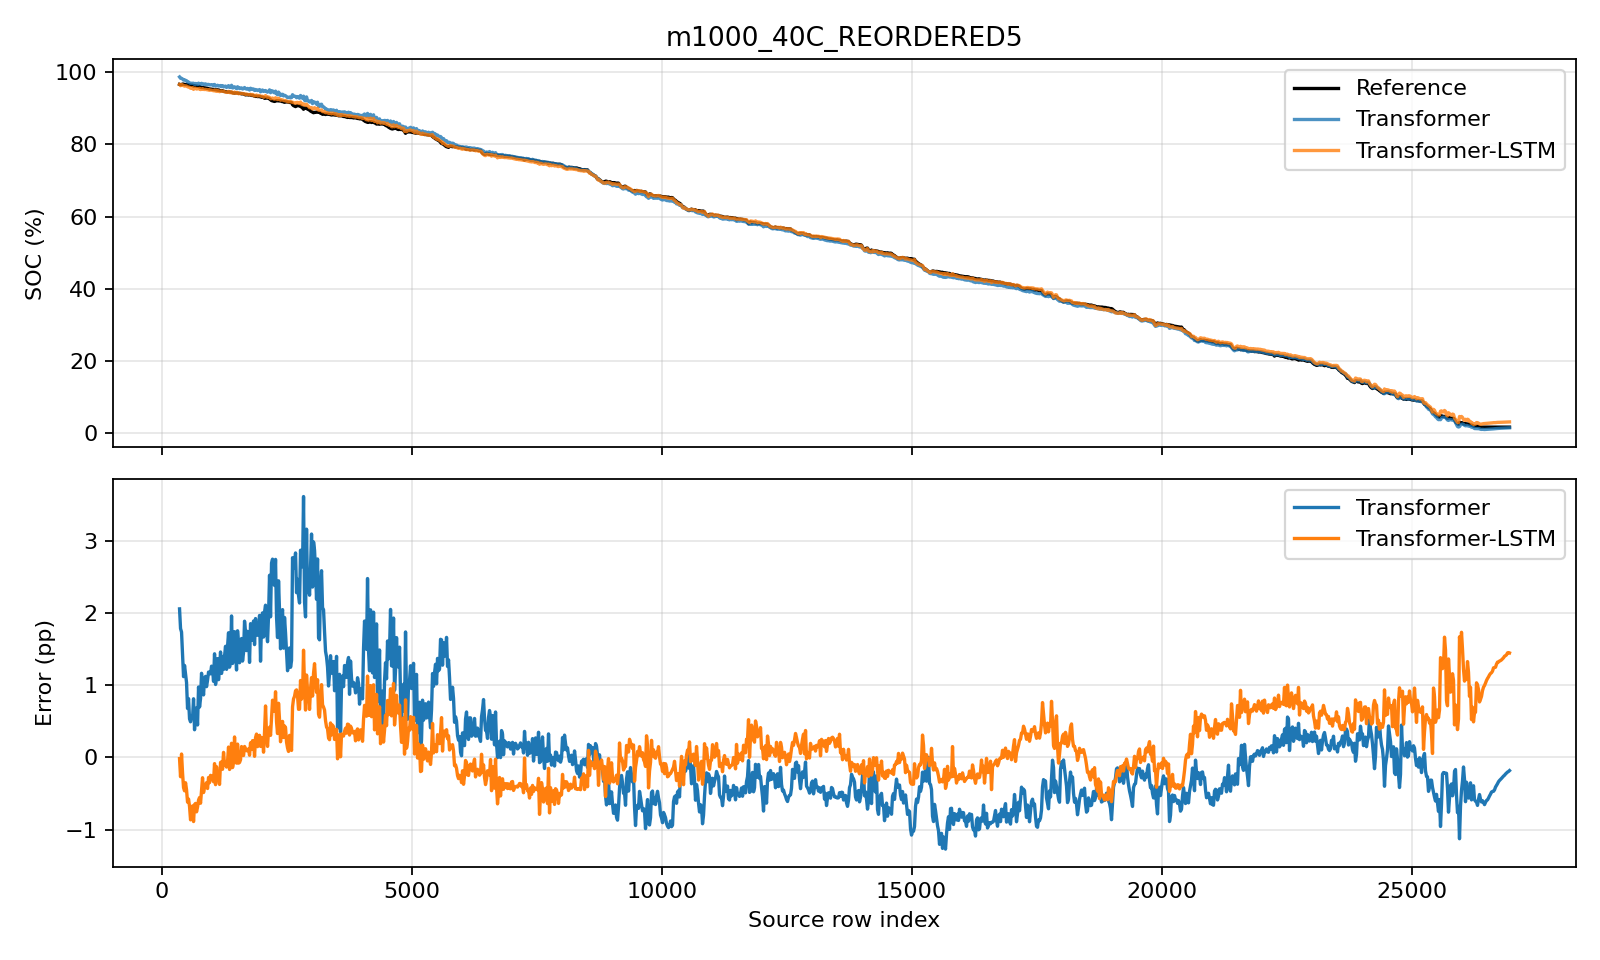 m1000_40C_REORDERED5
SOC (%)
100
80
60
40
20
0
Reference
Transformer
Transformer-LSTM
Error (pp)
3
2
1
0
−1
Transformer
Transformer-LSTM
0
5000
10000
15000
20000
25000
Source row index